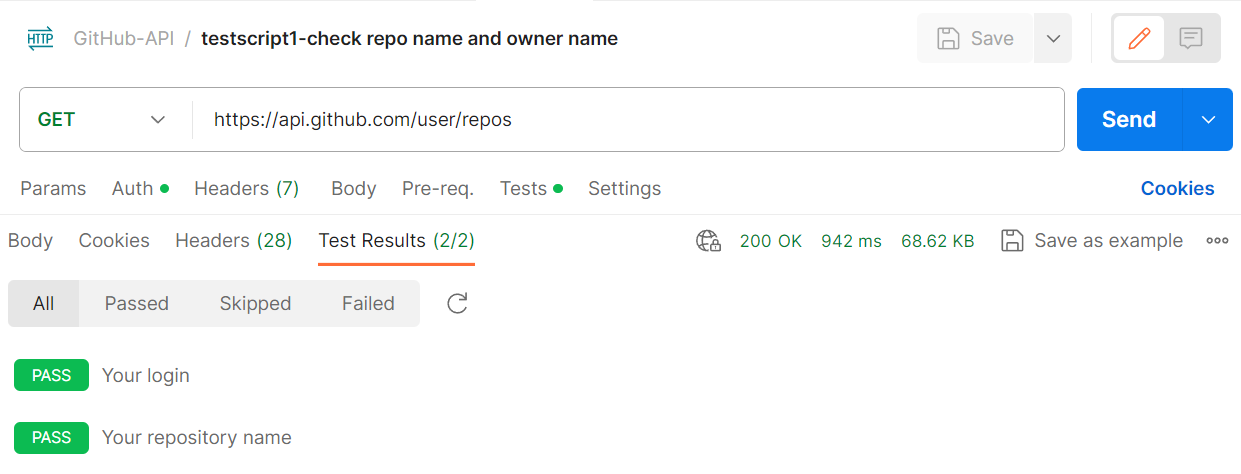 HTTP GitHub-API / testscript1-check repo name and owner name Save
GET https://api.github.com/user/repos Send
Params Auth Headers (7) Body Pre-req. Tests Settings Cookies
Body Cookies Headers (28) Test Results (2/2) 200 OK 942 ms 68.62 KB Save as example
All Passed Skipped Failed
PASS Your login
PASS Your repository name